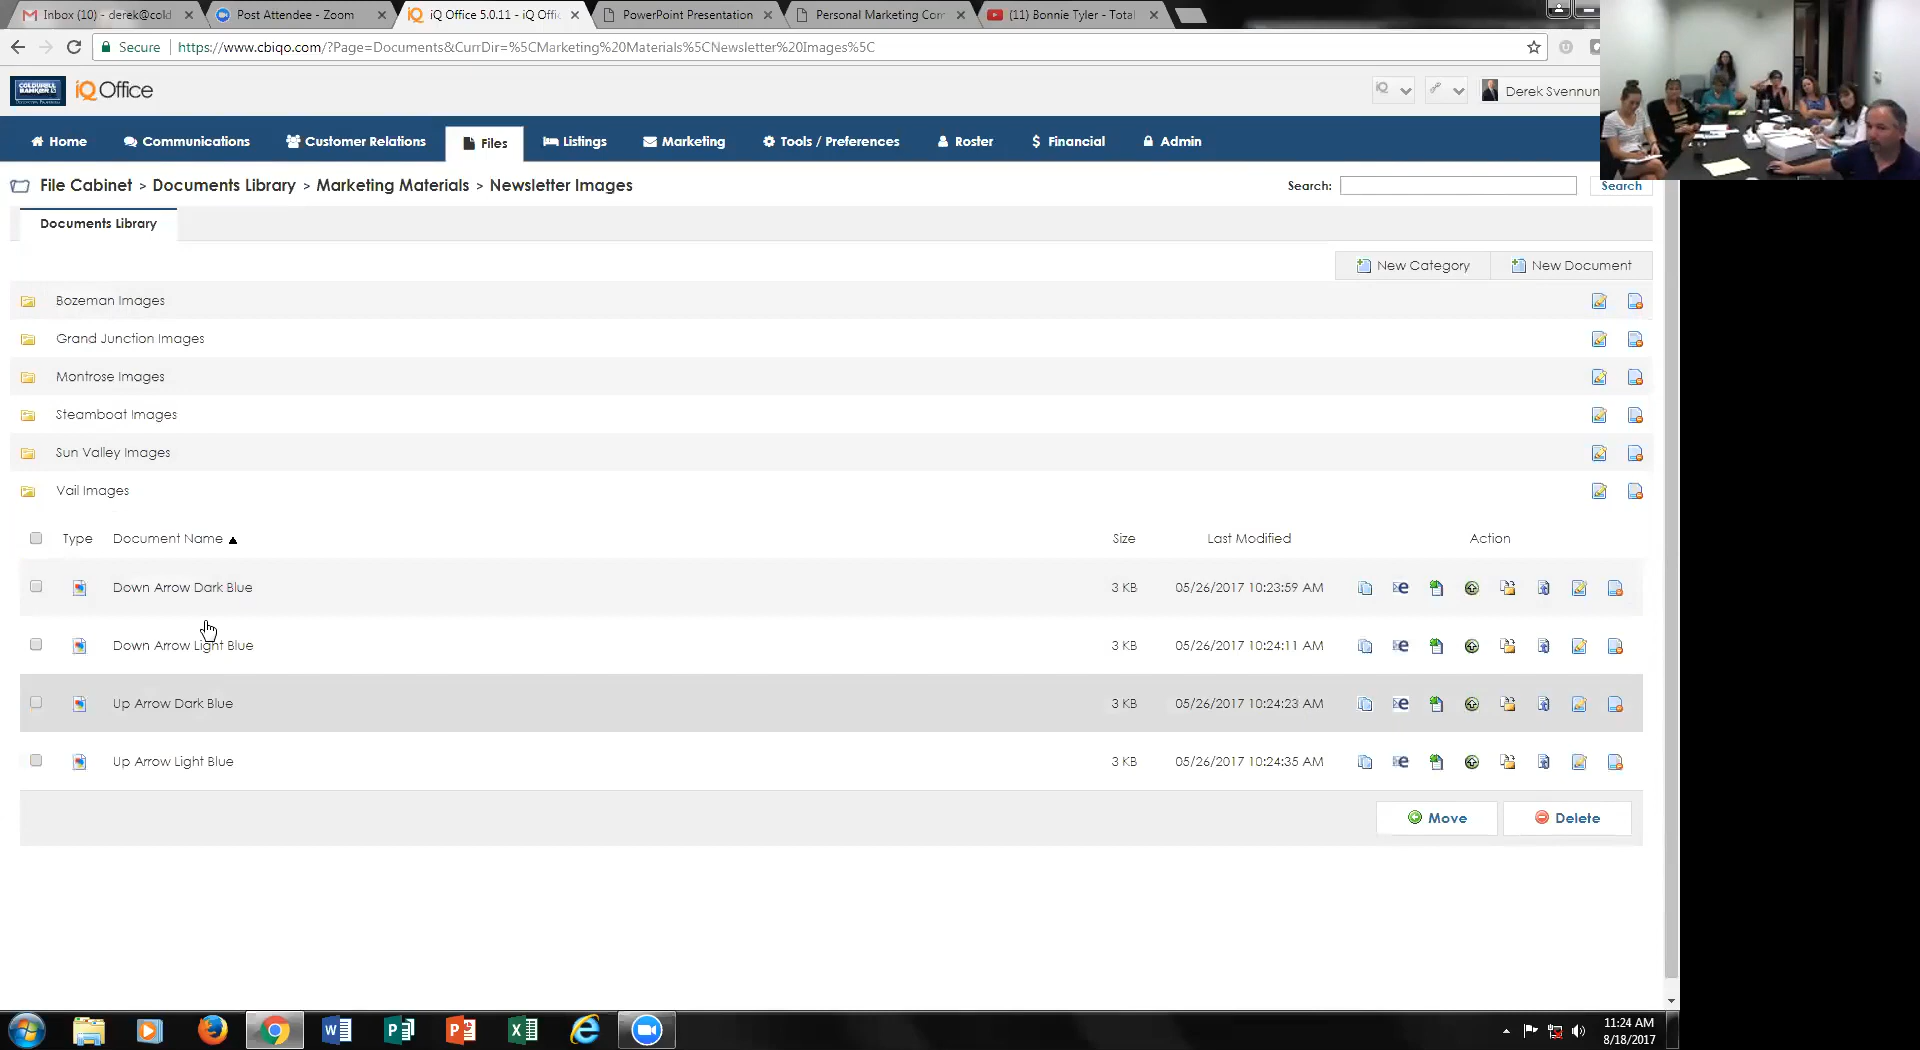 Inbox (10) - derek@cold
Post Attendee - Zoom
iQ Office 5.0.11 - iQ Offi
PowerPoint Presentation
Personal Marketing Con
(11) Bonnie Tyler - Total
Secure
https://www.cbiqo.com/?Page=Documents&CurrDir=%5CMarketing%20Materials%5CNewsletter%20Images%5C
COLDWELL BANKER
iQ Office
iQ
Derek Svennun
Home
Communications
Customer Relations
Files
Listings
Marketing
Tools / Preferences
Roster
$ Financial
Admin
File Cabinet > Documents Library > Marketing Materials > Newsletter Images
Search:
Search
Documents Library
New Category
New Document
Bozeman Images
Grand Junction Images
Montrose Images
Steamboat Images
Sun Valley Images
Vail Images
Type Document Name ▲ Size Last Modified Action
Down Arrow Dark Blue 3 KB 05/26/2017 10:23:59 AM
Down Arrow Light Blue 3 KB 05/26/2017 10:24:11 AM
Up Arrow Dark Blue 3 KB 05/26/2017 10:24:23 AM
Up Arrow Light Blue 3 KB 05/26/2017 10:24:35 AM
Move
Delete
11:24 AM
8/18/2017